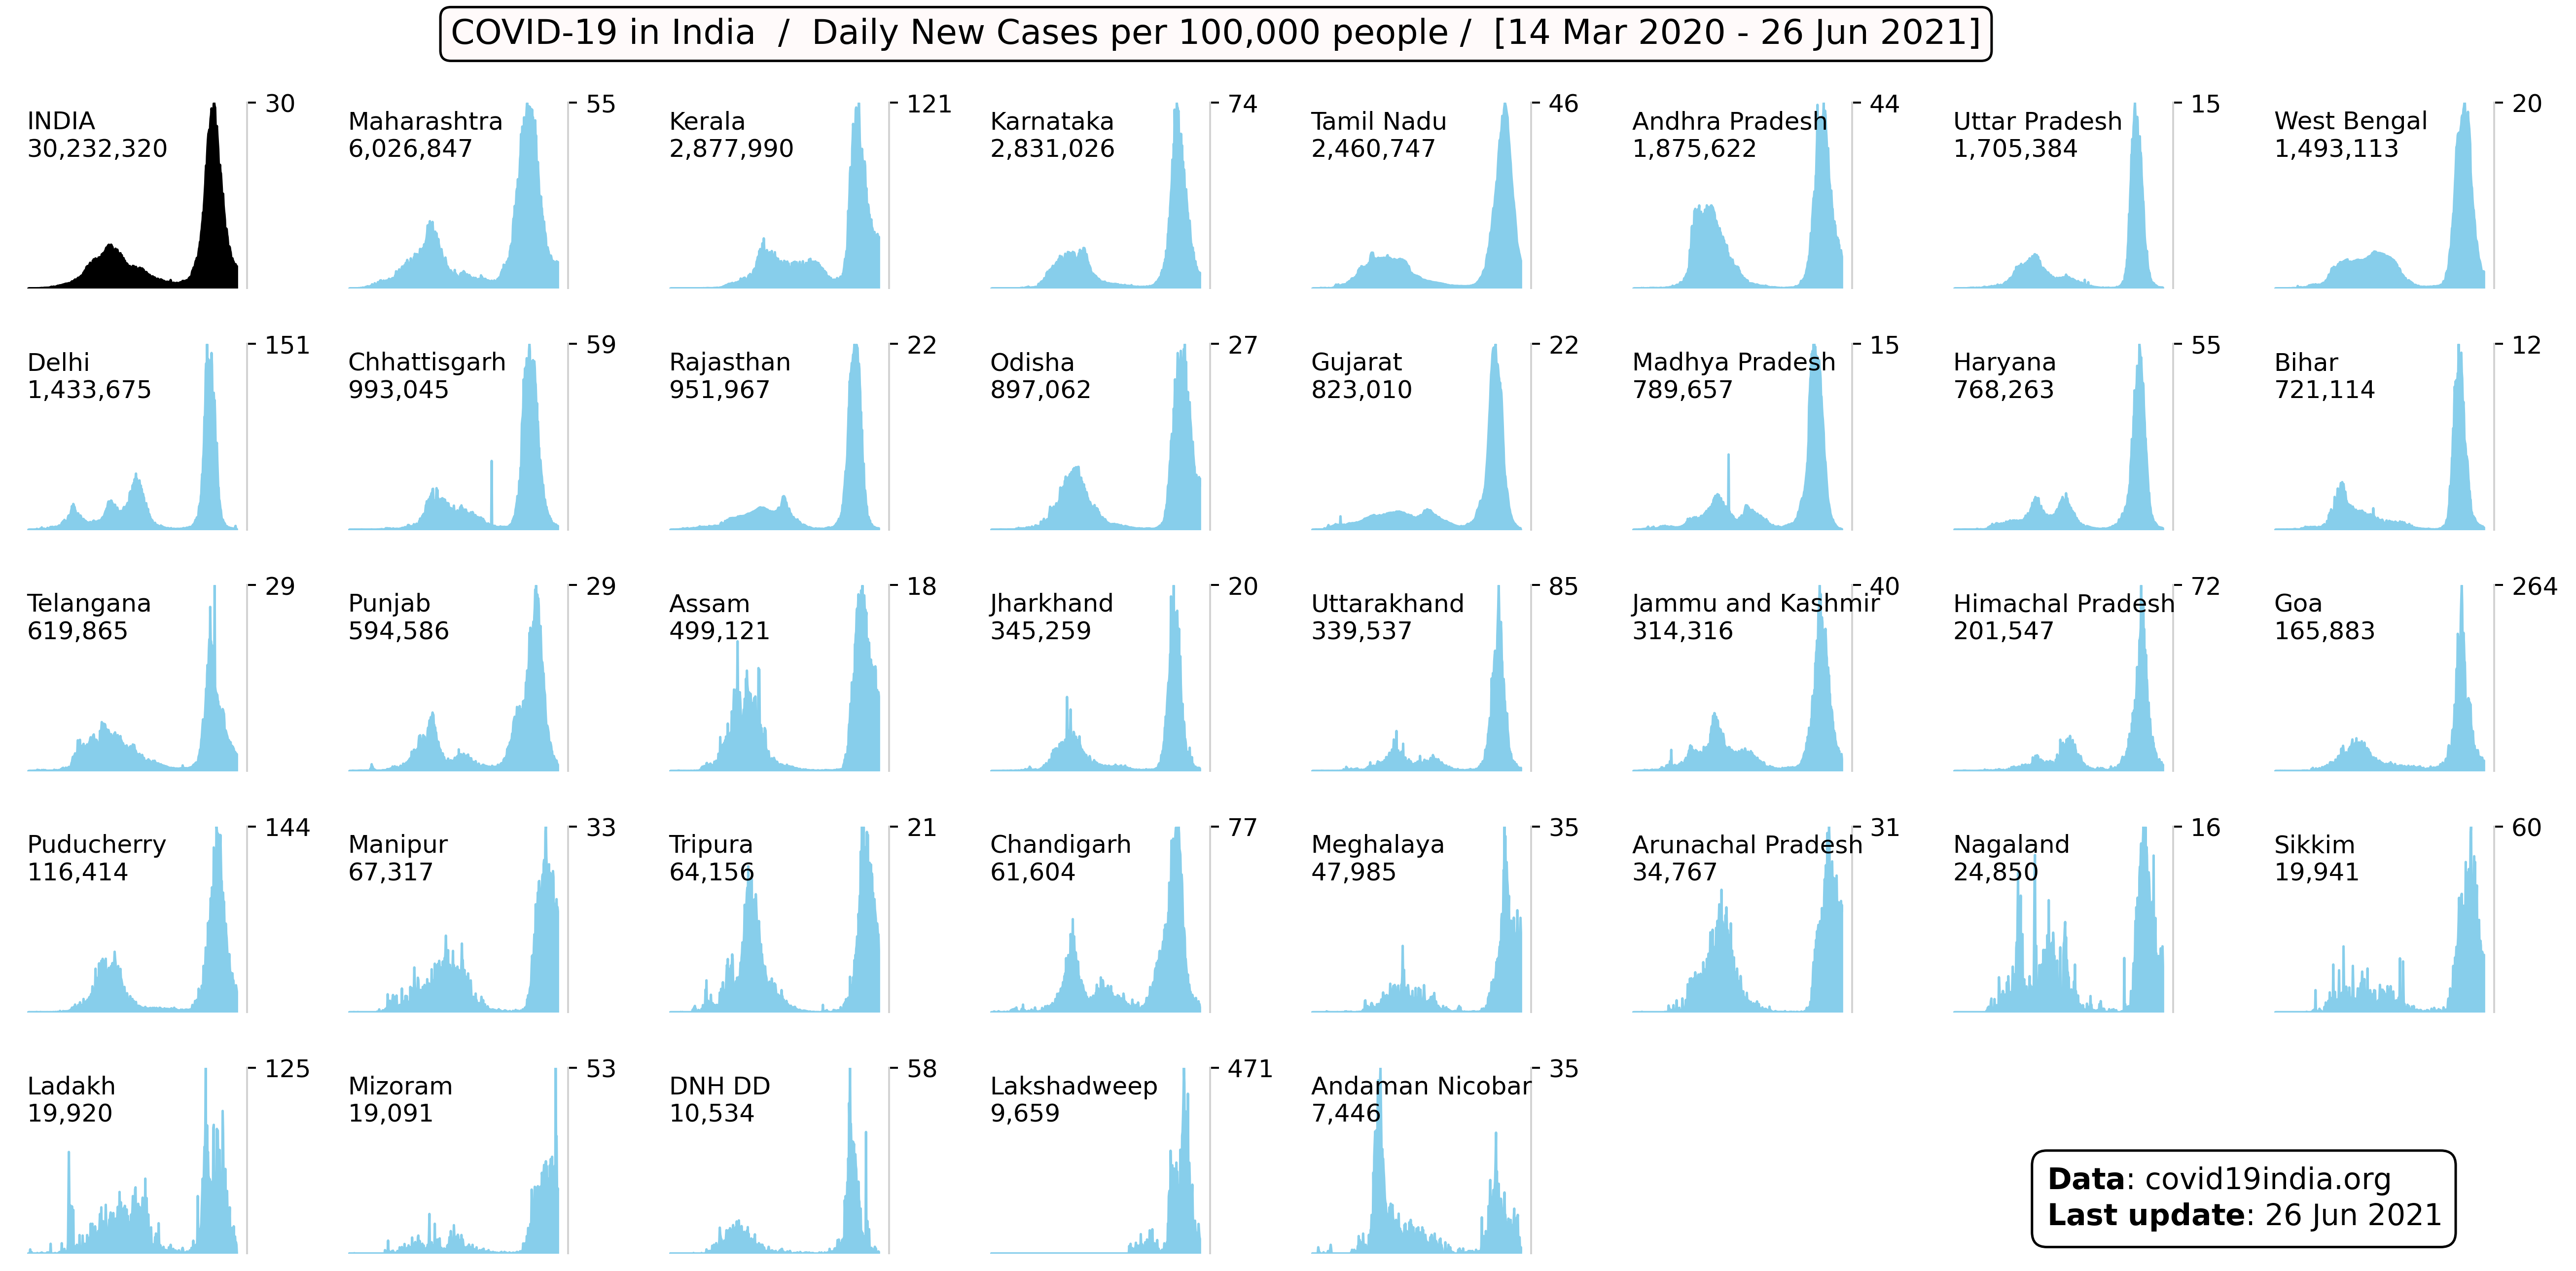 COVID-19 in India / Daily New Cases per 100,000 people / [14 Mar 2020 - 26 Jun 2021]
INDIA
30,232,320
30
Maharashtra
6,026,847
55
Kerala
2,877,990
121
Karnataka
2,831,026
74
Tamil Nadu
2,460,747
46
Andhra Pradesh
1,875,622
44
Uttar Pradesh
1,705,384
15
West Bengal
1,493,113
20
Delhi
1,433,675
151
Chhattisgarh
993,045
59
Rajasthan
951,967
22
Odisha
897,062
27
Gujarat
823,010
22
Madhya Pradesh
789,657
15
Haryana
768,263
55
Bihar
721,114
12
Telangana
619,865
29
Punjab
594,586
29
Assam
499,121
18
Jharkhand
345,259
20
Uttarakhand
339,537
85
Jammu and Kashmir
314,316
40
Himachal Pradesh
201,547
72
Goa
165,883
264
Puducherry
116,414
144
Manipur
67,317
33
Tripura
64,156
21
Chandigarh
61,604
77
Meghalaya
47,985
35
Arunachal Pradesh
34,767
31
Nagaland
24,850
16
Sikkim
19,941
60
Ladakh
19,920
125
Mizoram
19,091
53
DNH DD
10,534
58
Lakshadweep
9,659
471
Andaman Nicobar
7,446
35
Data: covid19india.org
Last update: 26 Jun 2021